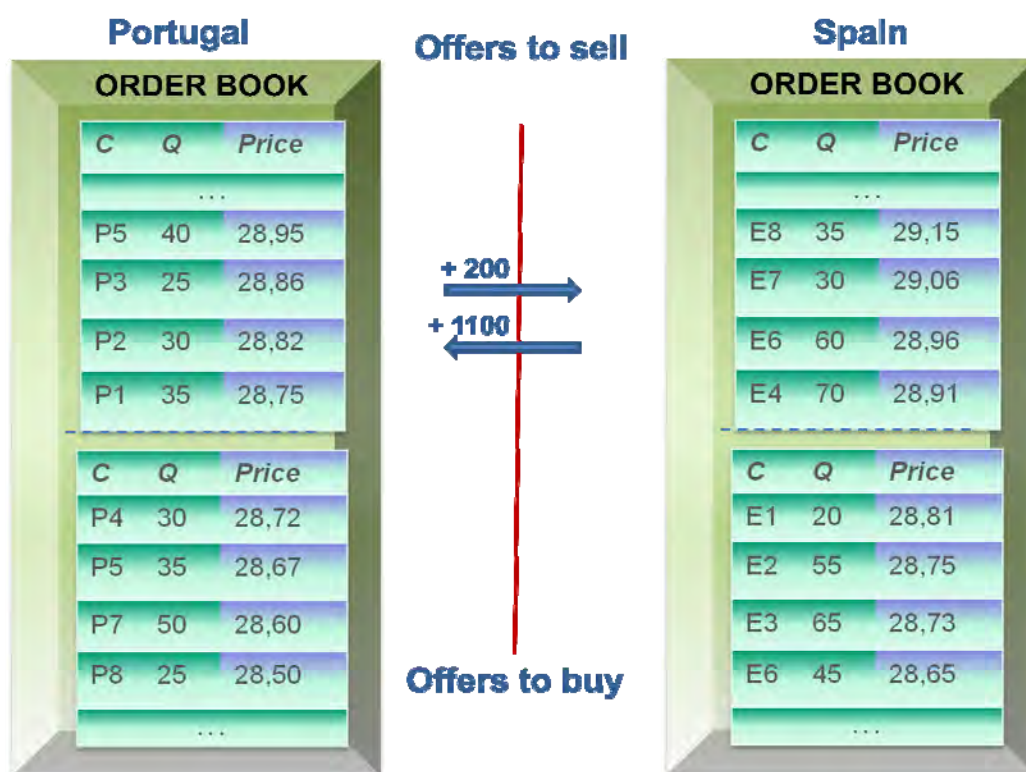 Portugal
ORDER BOOK
C Q Price
...
P5 40 28,95
P3 25 28,86
P2 30 28,82
P1 35 28,75
C Q Price
P4 30 28,72
P5 35 28,67
P7 50 28,60
P8 25 28,50
...
Offers to sell
+ 200
+ 1100
Offers to buy
Spain
ORDER BOOK
C Q Price
...
E8 35 29,15
E7 30 29,06
E6 60 28,96
E4 70 28,91
C Q Price
E1 20 28,81
E2 55 28,75
E3 65 28,73
E6 45 28,65
...